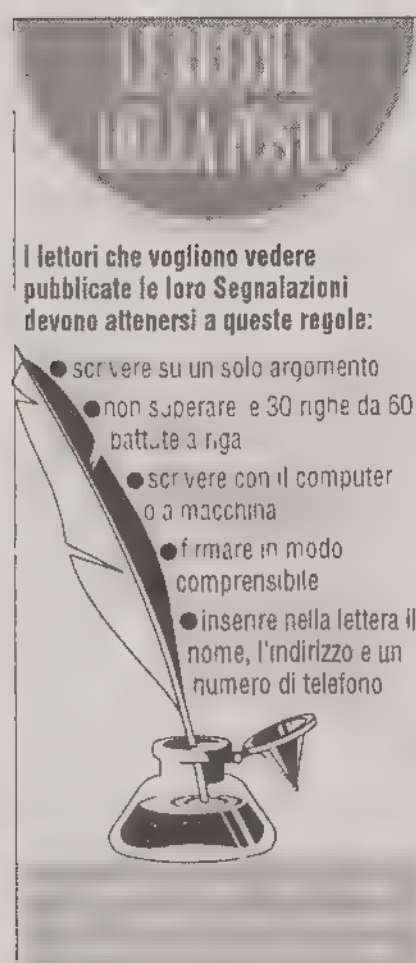 I lettori che vogliono vedere
pubblicate le loro Segnalazioni
devono attenersi a queste regole:
● scrivere su un solo argomento
● non superare le 30 righe da 60
battute a riga
● scrivere con il computer
o a macchina
● firmare in modo
comprensibile
● inserire nella lettera il
nome, l'indirizzo e un
numero di telefono